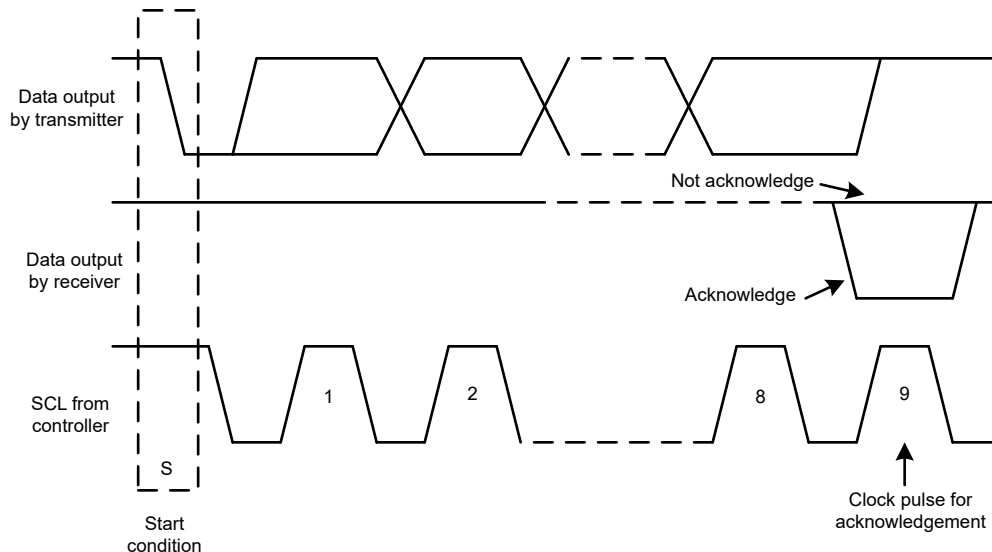 Data output
by transmitter
Not acknowledge
Data output
by receiver
Acknowledge
SCL from
controller
1
2
8
9
S
Start
condition
Clock pulse for
acknowledgement